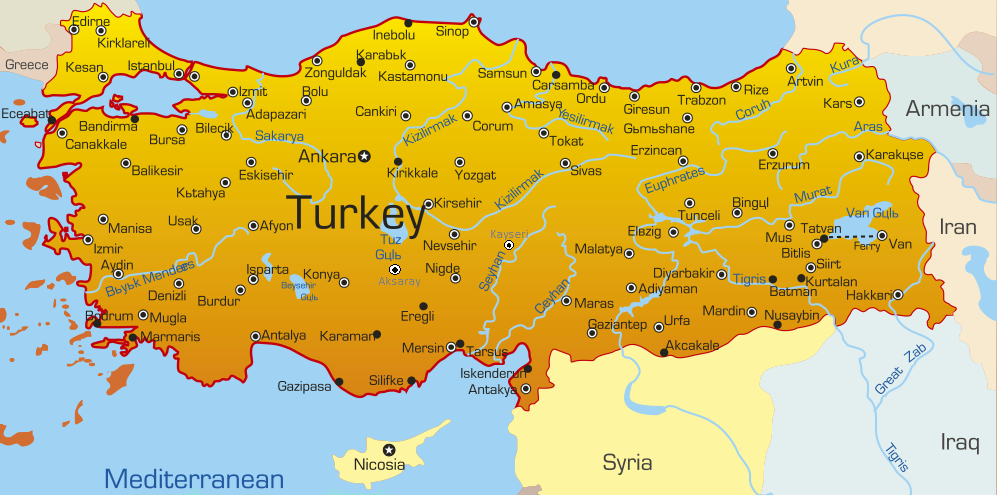 Edirne
Kirklareli
Greece
Kesan
Istanbul
Inebolu
Sinop
Karabьk
Zonguldak
Kastamonu
Samsun
Carsamba
Ordu
Giresun
Trabzon
Rize
Artvin
Kura
Eceabat
Bandirma
Canakkale
Bursa
Bilecik
Izmit
Adapazari
Bolu
Cankiri
Kizilirmak
Corum
Amasya
Yesilirmak
Tokat
Gьmьshane
Coruh
Kars
Armenia
Aras
Sakarya
Ankara
Kirikkale
Yozgat
Sivas
Erzincan
Erzurum
Karakцse
Balikesir
Eskisehir
Kьtahya
Kizilirmak
Euphrates
Murat
Turkey
Kirsehir
Tunceli
Bingцl
Van Gцlь
Iran
Manisa
Usak
Afyon
Izmir
Tuz
Gцlь
Nevsehir
Kayseri
Elвzig
Mus
Tatvan
Bitlis
Ferry
Van
Aydin
Bьyьk Menders
Denizli
Isparta
Burdur
Beysehir
Gцlь
Konya
Aksaray
Nigde
Seyhan
Ceyhan
Malatya
Diyarbakir
Adiyaman
Tigris
Batman
Siirt
Kurtalan
Hakkвri
Bodrum
Mugla
Marmaris
Antalya
Karaman
Eregli
Maras
Gaziantep
Urfa
Mardin
Nusaybin
Akcakale
Mersin
Tarsus
Iskenderun
Antakya
Gazipasa
Silifke
Great Zab
Tigris
Iraq
Nicosia
Syria
Mediterranean